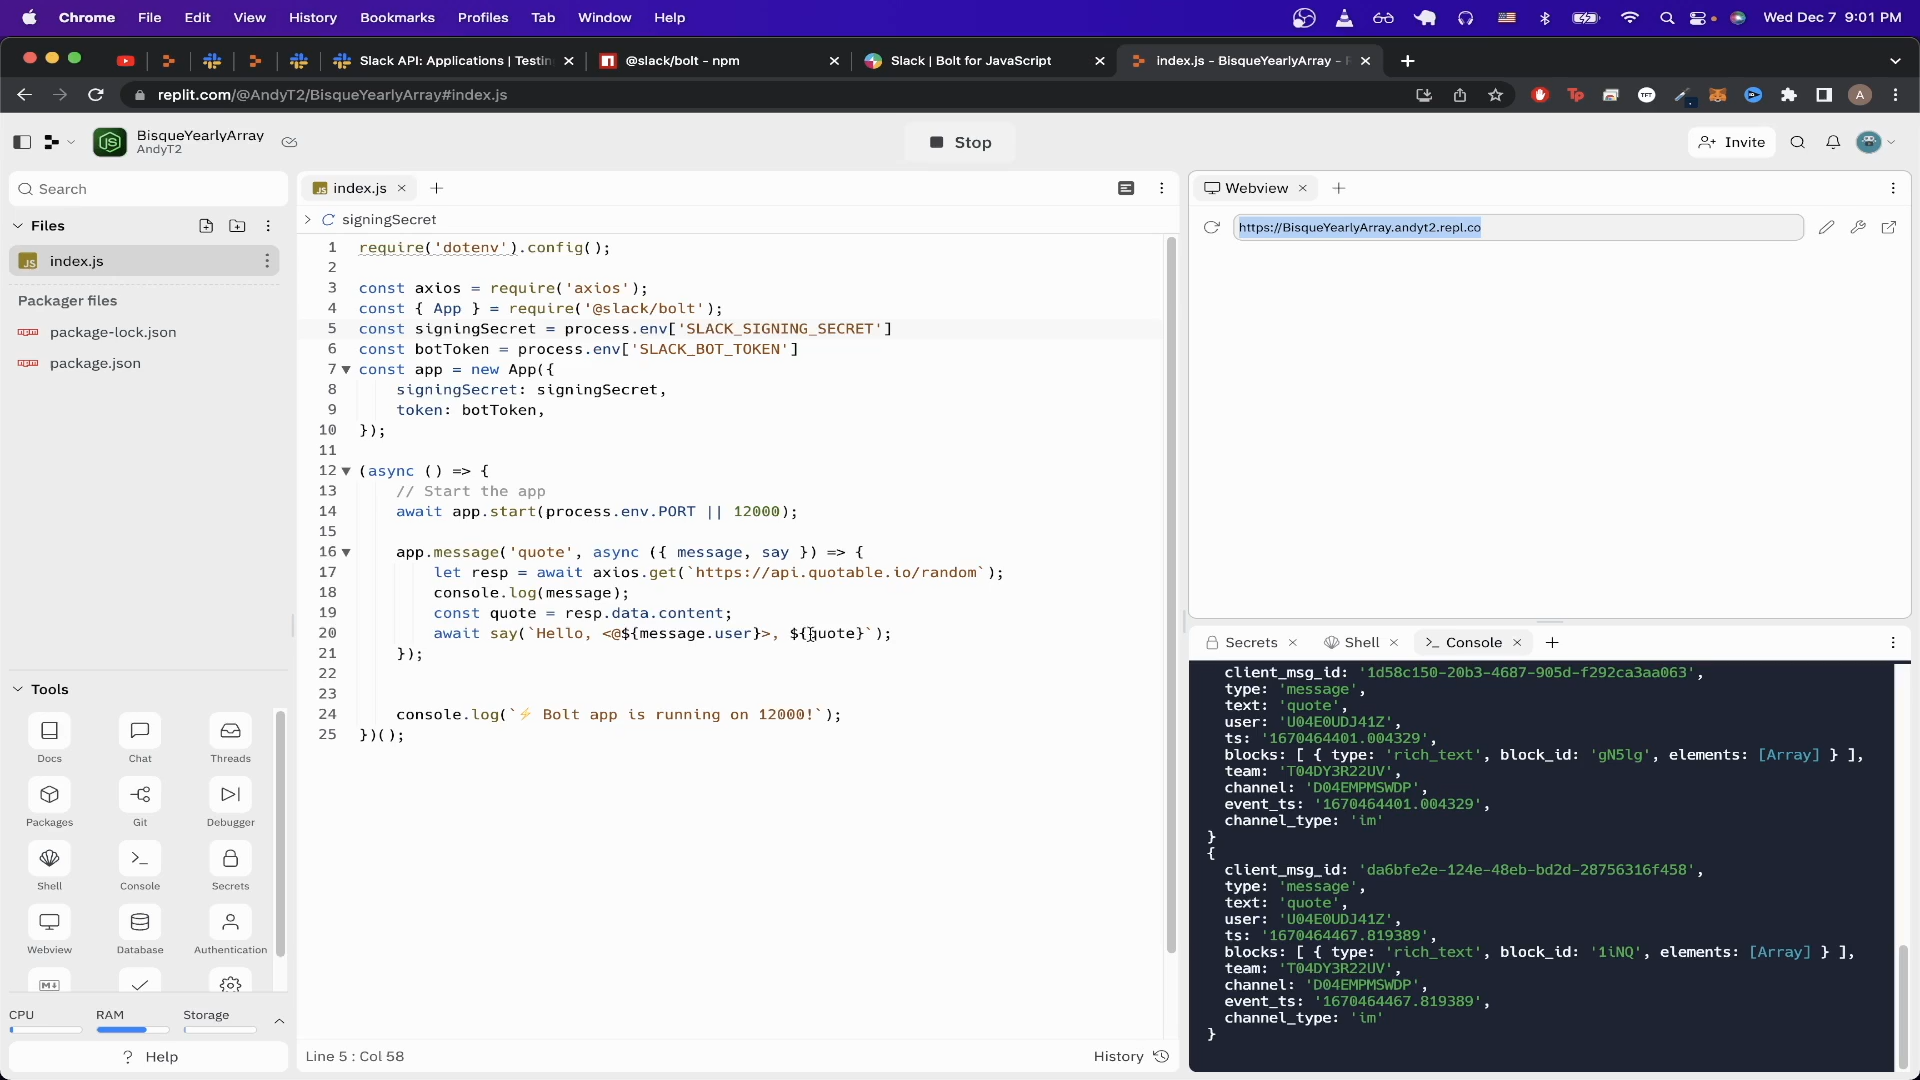 Chrome File Edit View History Bookmarks Profiles Tab Window Help Wed Dec 7 9:01 PM
Slack API: Applications | Testin @slack/bolt - npm Slack | Bolt for JavaScript index.js - BisqueYearlyArray -
replit.com/@AndyT2/BisqueYearlyArray#index.js
BisqueYearlyArray
AndyT2
Stop
Invite
Search
Files
index.js
Packager files
package-lock.json
package.json
Tools
Docs Chat Threads
Packages Git Debugger
Shell Console Secrets
Webview Database Authentication
CPU RAM Storage
? Help
index.js
signingSecret
1 require('dotenv').config();
2
3 const axios = require('axios');
4 const { App } = require('@slack/bolt');
5 const signingSecret = process.env['SLACK_SIGNING_SECRET']
6 const botToken = process.env['SLACK_BOT_TOKEN']
7 const app = new App({
8 signingSecret: signingSecret,
9 token: botToken,
10 });
11
12 (async () => {
13 // Start the app
14 await app.start(process.env.PORT || 12000);
15
16 app.message('quote', async ({ message, say }) => {
17 let resp = await axios.get(`https://api.quotable.io/random`);
18 console.log(message);
19 const quote = resp.data.content;
20 await say(`Hello, <@${message.user}>, ${quote}`);
21 });
22
23
24 console.log(`⚡ Bolt app is running on 12000!`);
25 })();
Line 5 : Col 58
History
Webview
https://BisqueYearlyArray.andyt2.repl.co
Secrets Shell Console
client_msg_id: '1d58c150-20b3-4687-905d-f292ca3aa063',
type: 'message',
text: 'quote',
user: 'U04E0UDJ41Z',
ts: '1670464401.004329',
blocks: [ { type: 'rich_text', block_id: 'gN5lg', elements: [Array] } ],
team: 'T04DY3R22UV',
channel: 'D04EMPMSWDP',
event_ts: '1670464401.004329',
channel_type: 'im'
}
{
client_msg_id: 'da6bfe2e-124e-48eb-bd2d-28756316f458',
type: 'message',
text: 'quote',
user: 'U04E0UDJ41Z',
ts: '1670464467.819389',
blocks: [ { type: 'rich_text', block_id: '1iNQ', elements: [Array] } ],
team: 'T04DY3R22UV',
channel: 'D04EMPMSWDP',
event_ts: '1670464467.819389',
channel_type: 'im'
}